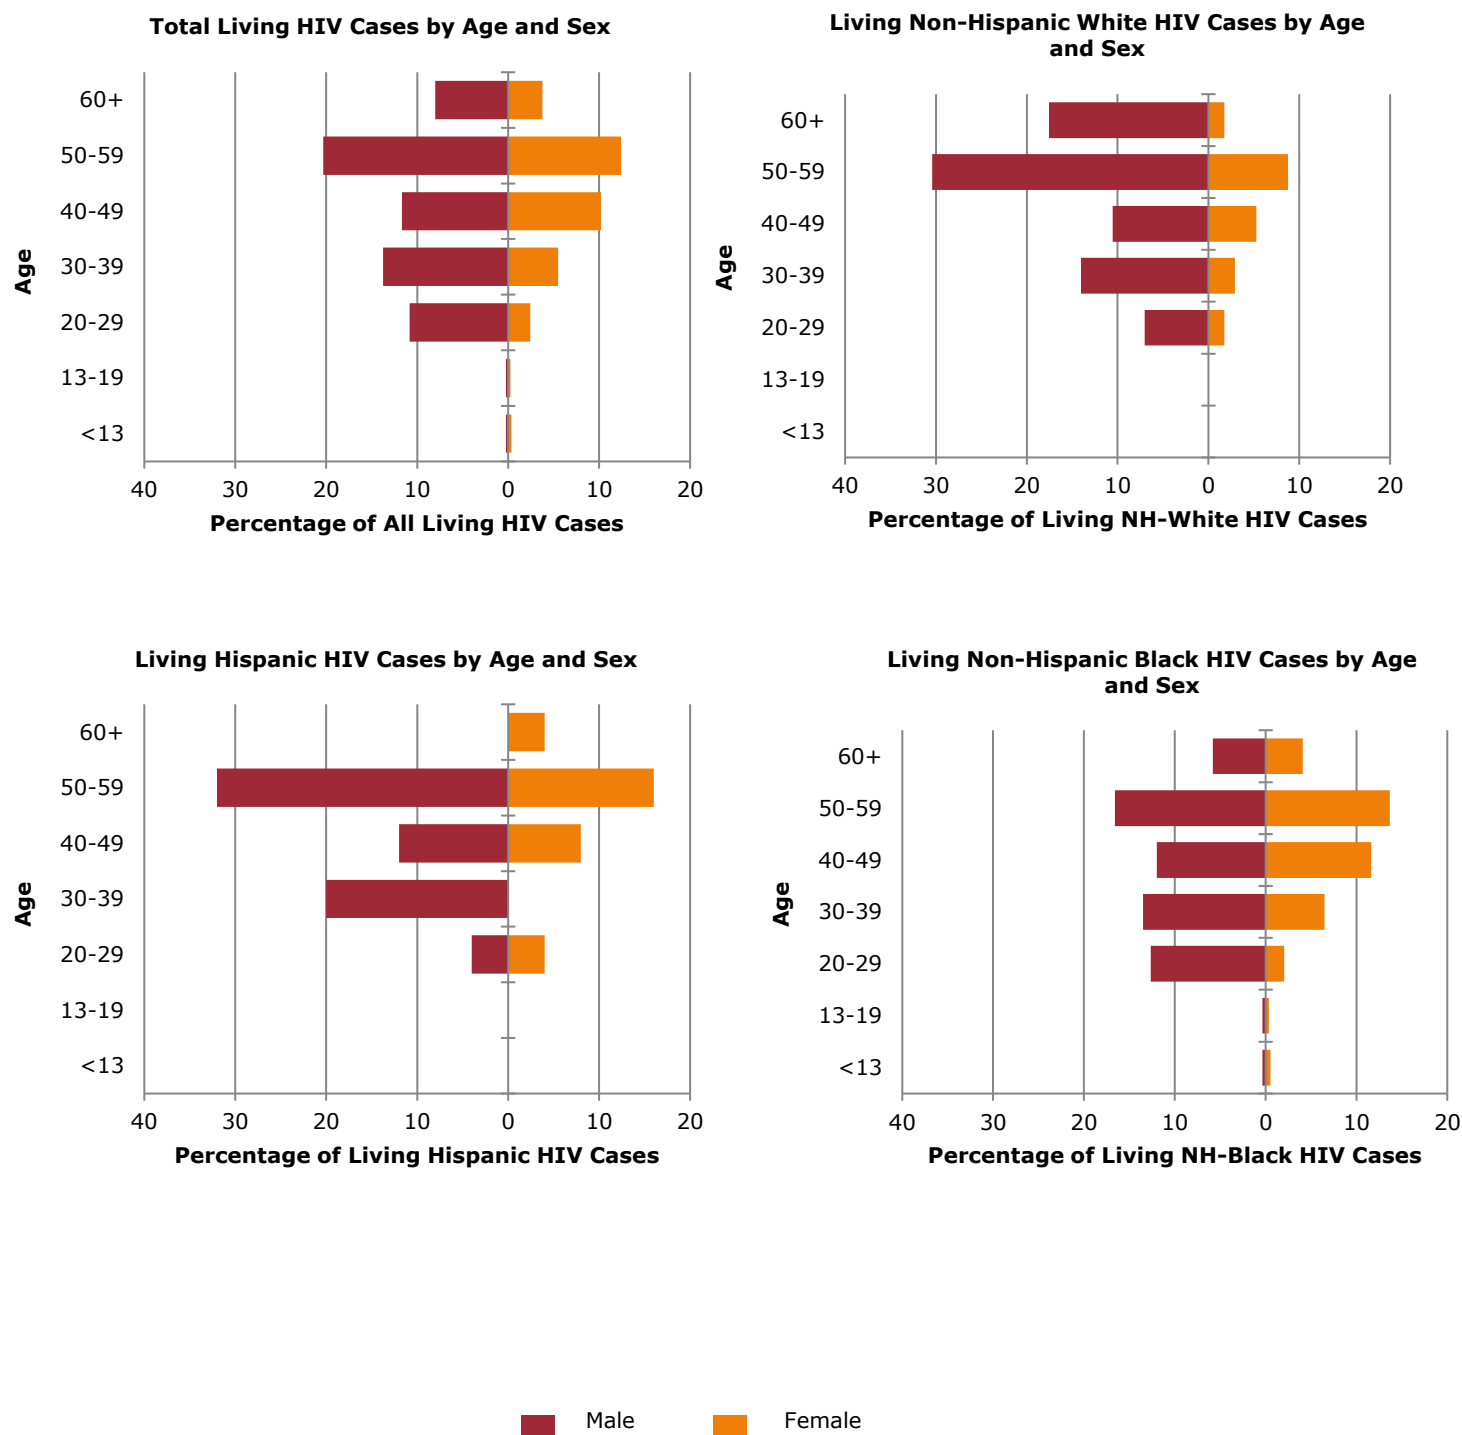 Total Living HIV Cases by Age and Sex
60+
50-59
40-49
30-39
20-29
13-19
<13
Age
40 30 20 10 0 10 20
Percentage of All Living HIV Cases
Living Non-Hispanic White HIV Cases by Age
and Sex
60+
50-59
40-49
30-39
20-29
13-19
<13
Age
40 30 20 10 0 10 20
Percentage of Living NH-White HIV Cases
Living Hispanic HIV Cases by Age and Sex
60+
50-59
40-49
30-39
20-29
13-19
<13
Age
40 30 20 10 0 10 20
Percentage of Living Hispanic HIV Cases
Living Non-Hispanic Black HIV Cases by Age
and Sex
60+
50-59
40-49
30-39
20-29
13-19
<13
Age
40 30 20 10 0 10 20
Percentage of Living NH-Black HIV Cases
Male Female